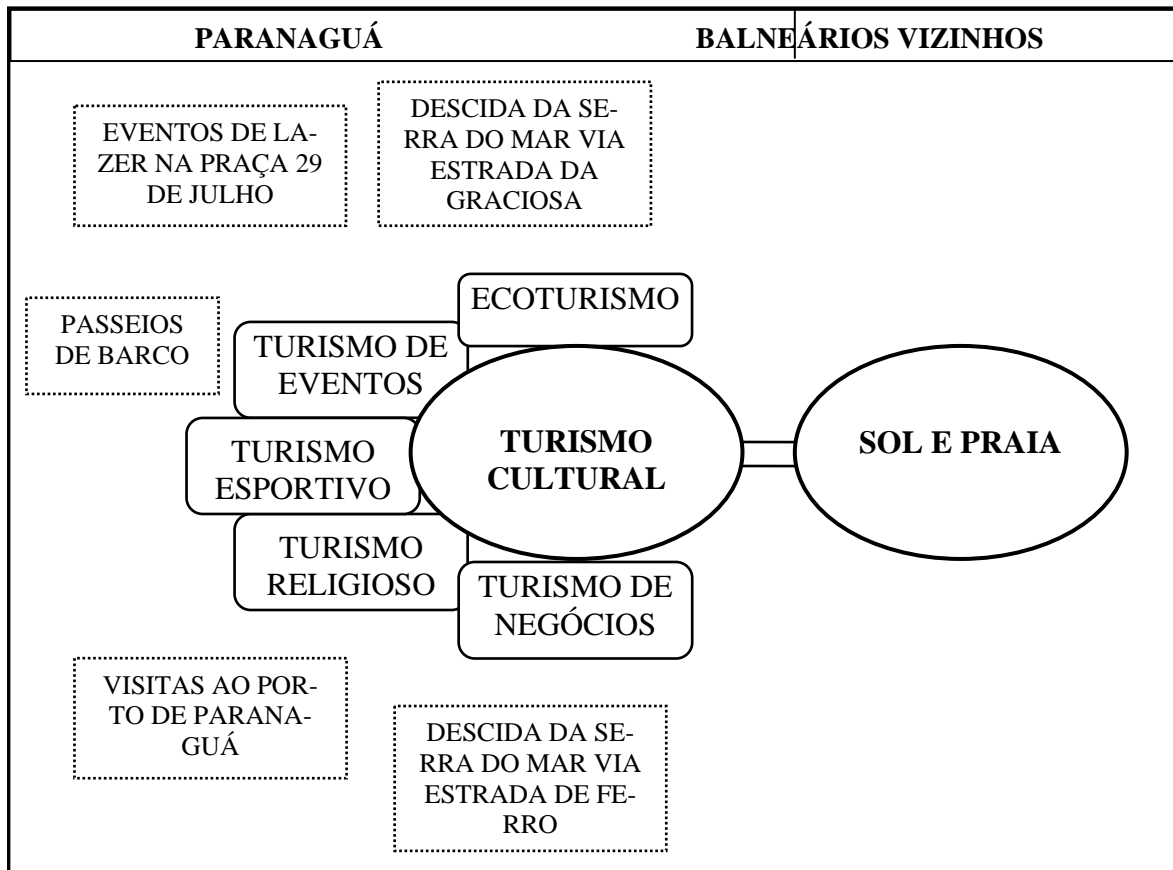 PARANAGUÁ
BALNEÁRIOS VIZINHOS
EVENTOS DE LA-
ZER NA PRAÇA 29
DE JULHO
DESCIDA DA SE-
RRA DO MAR VIA
ESTRADA DA
GRACIOSA
PASSEIOS
DE BARCO
ECOTURISMO
TURISMO DE
EVENTOS
TURISMO
ESPORTIVO
TURISMO
RELIGIOSO
TURISMO DE
NEGÓCIOS
TURISMO
CULTURAL
SOL E PRAIA
VISITAS AO POR-
TO DE PARANA-
GUÁ
DESCIDA DA SE-
RRA DO MAR VIA
ESTRADA DE FE-
RRO